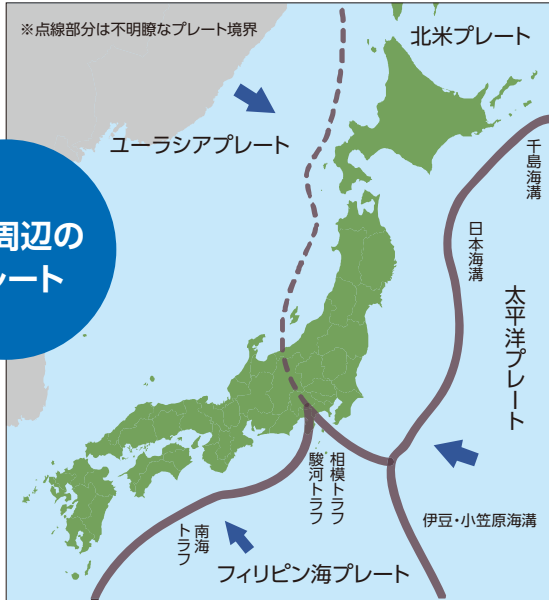 ※点線部分は不明瞭なプレート境界
北米プレート
ユーラシアプレート
千島海溝
周辺の
レート
日本海溝
太平洋プレート
相模トラフ
駿河トラフ
南海
トラフ
伊豆・小笠原海溝
フィリピン海プレート